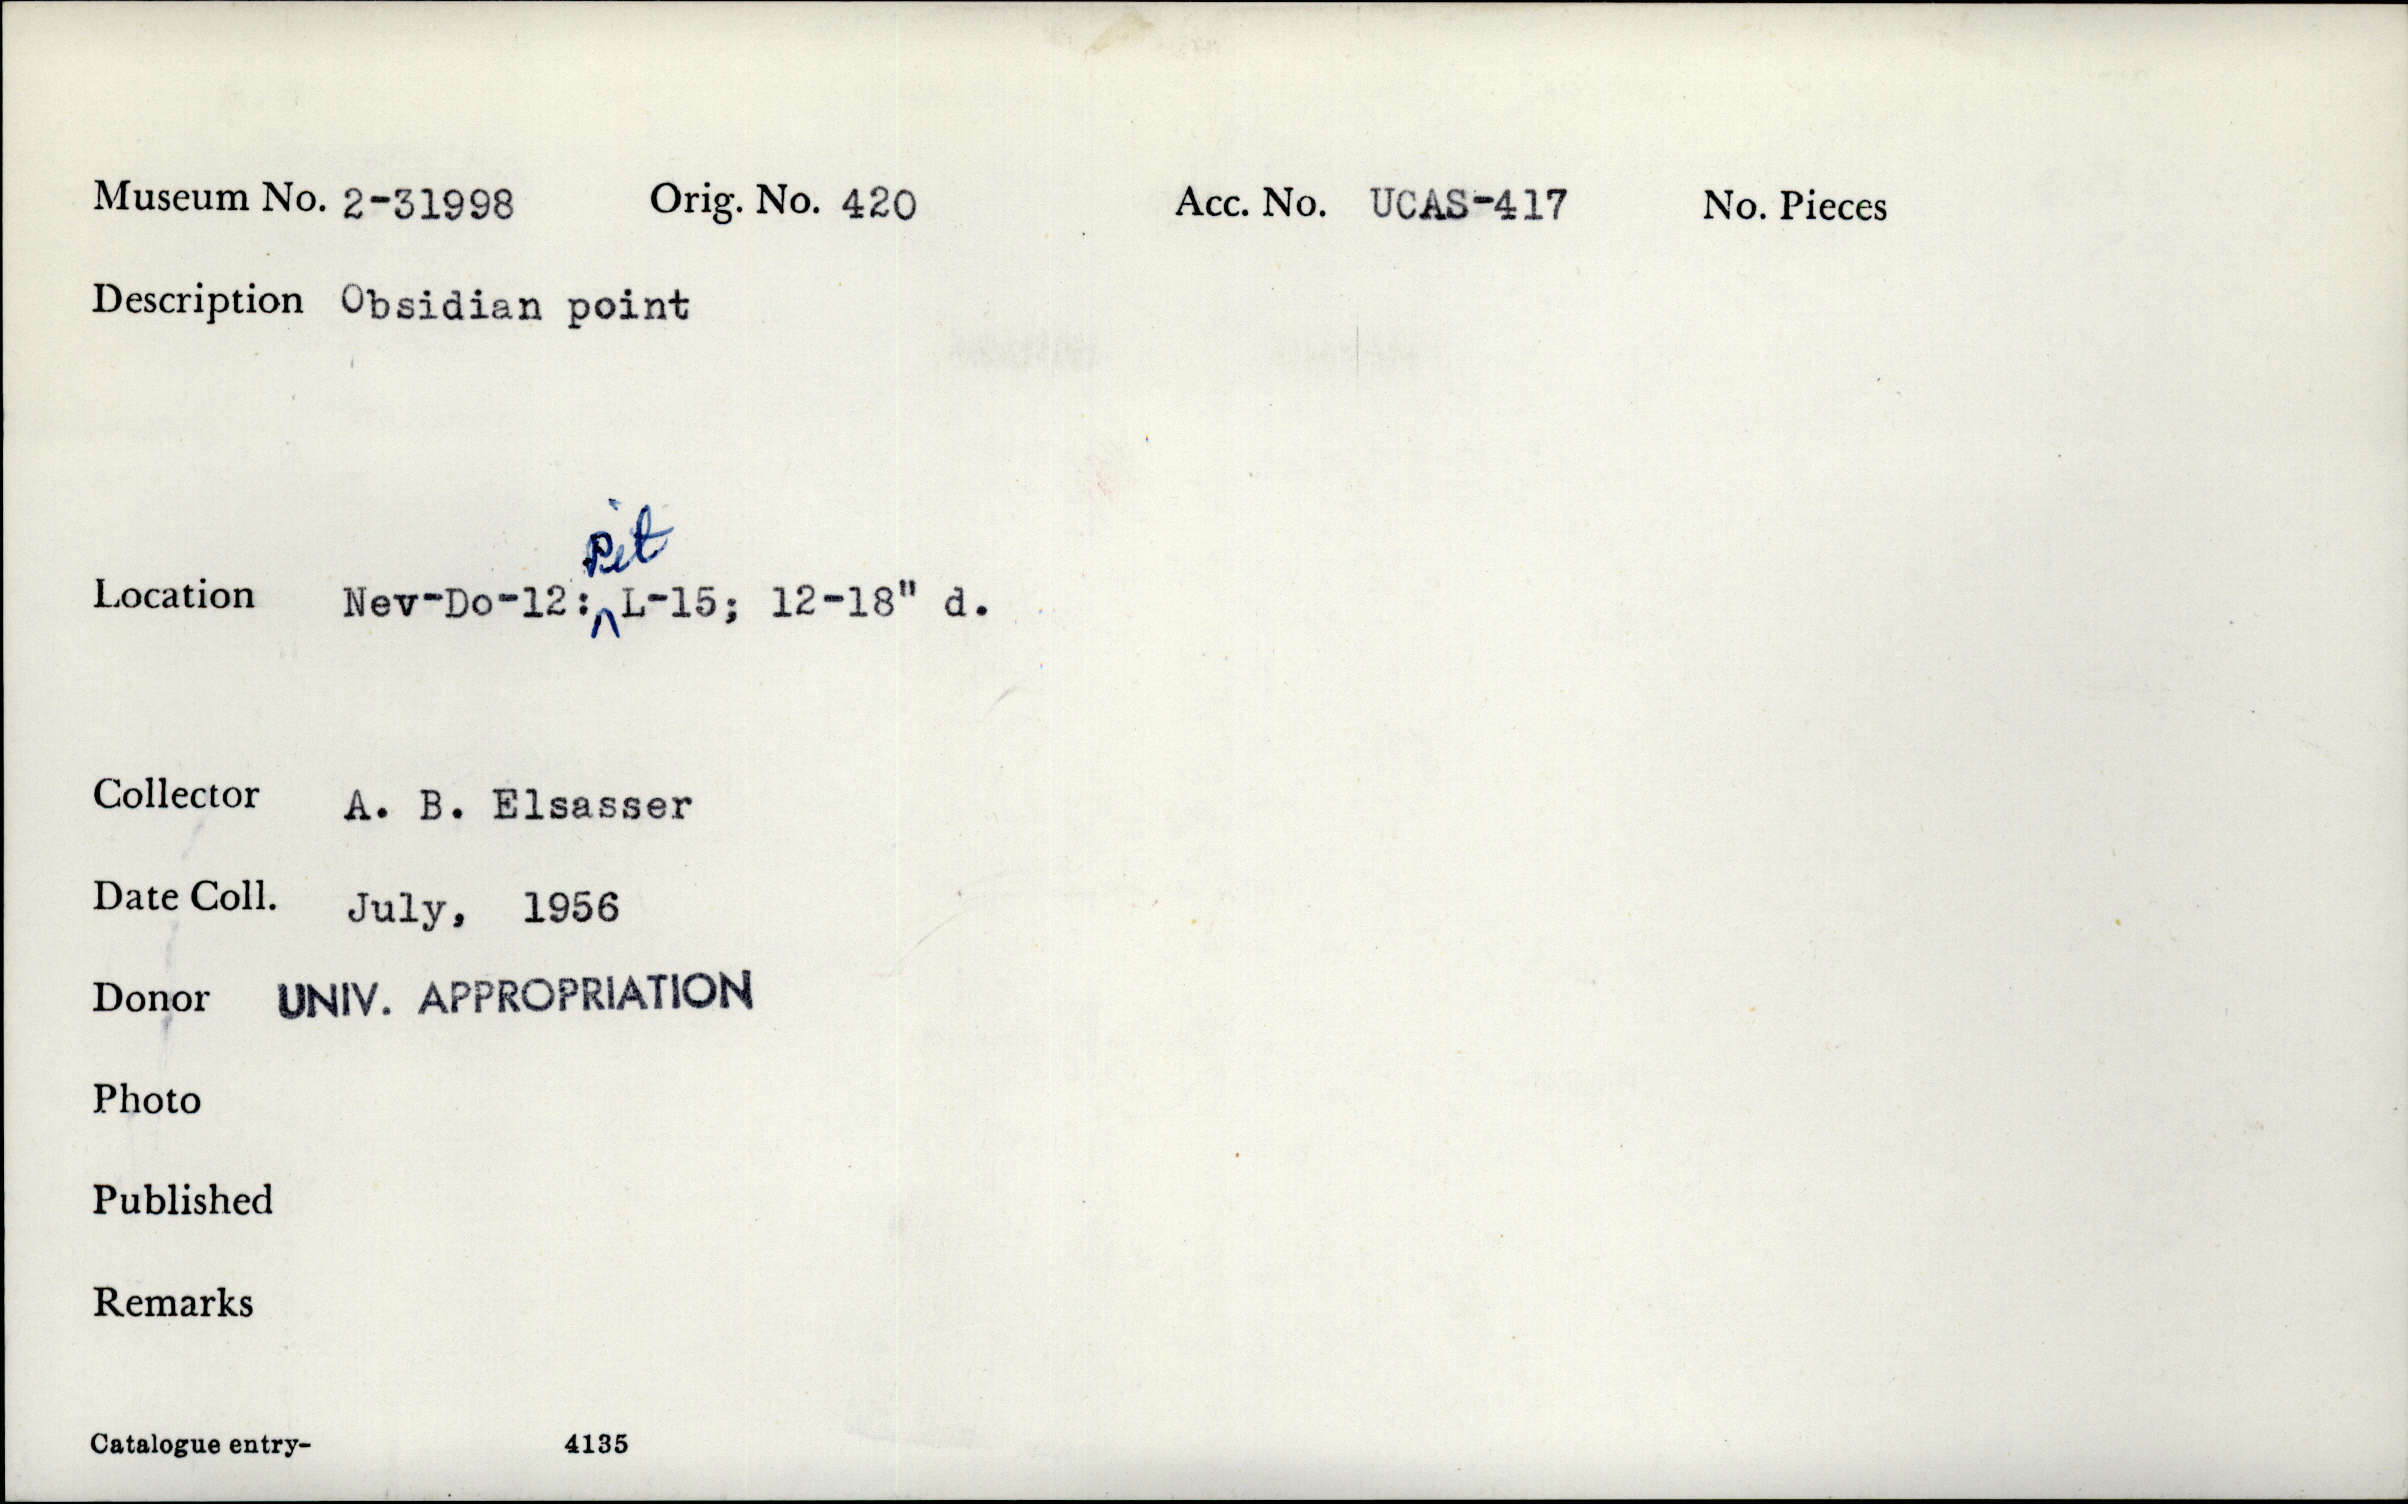 Museum No. 2-31998 Orig. No. 420 Acc. No. UCAS-417 No. Pieces
Description Obsidian point
Pit
Location Nev-Do-12:^L-15; 12-18" d.
Collector A. B. Elsasser
Date Coll. July, 1956
Donor UNIV. APPROPRIATION
Photo
Published
Remarks
Catalogue entry- 4135